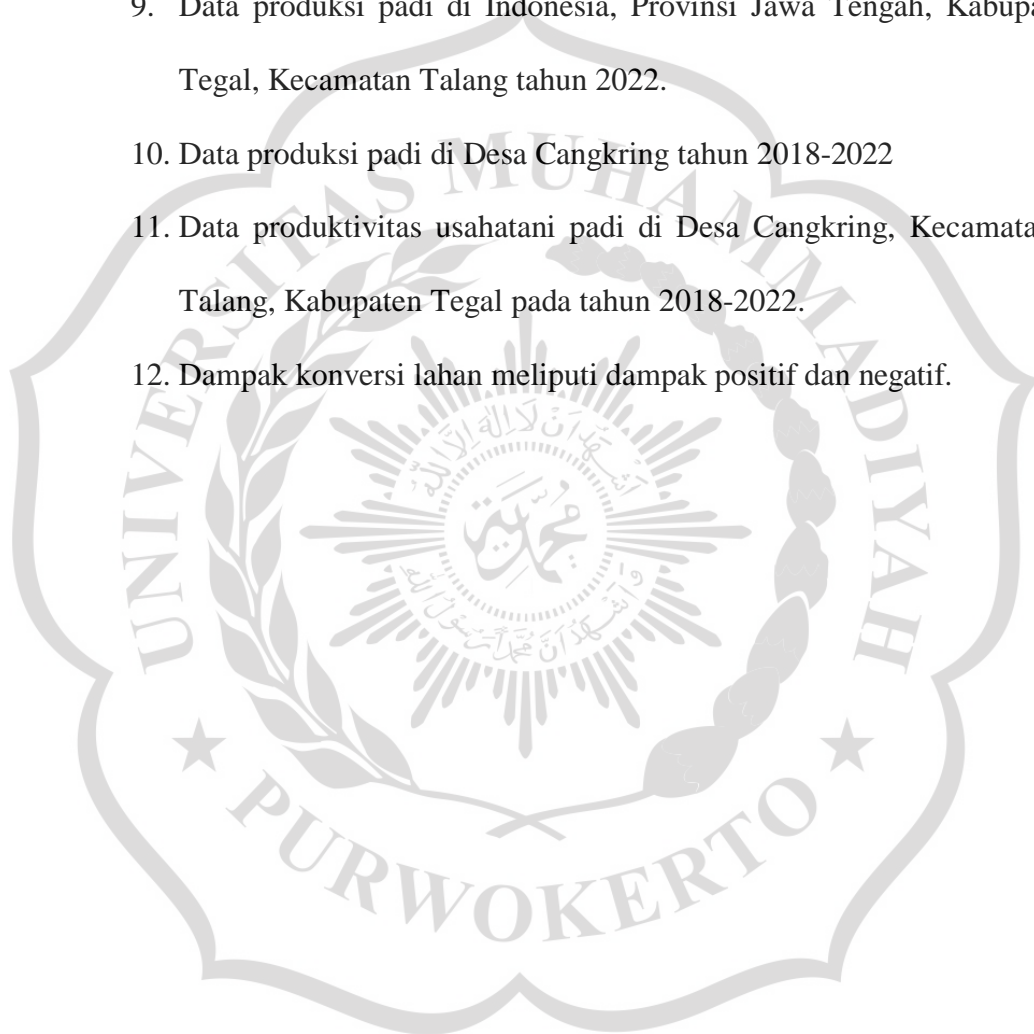 9. Data produksi padi di Indonesia, Provinsi Jawa Tengah,
Tegal, Kecamatan Talang tahun 2022.
10. Data produksi padi di Desa Cangkring tahun 2018-2022
11. Data produktivitas usahatani padi di Desa Cangkring,
Talang, Kabupaten Tegal pada tahun 2018-2022.
12. Dampak konversi lahan meliputi dampak positif dan negatif.
UNIVERSITAS MUHAMMADIYAH
PURWOKERTO